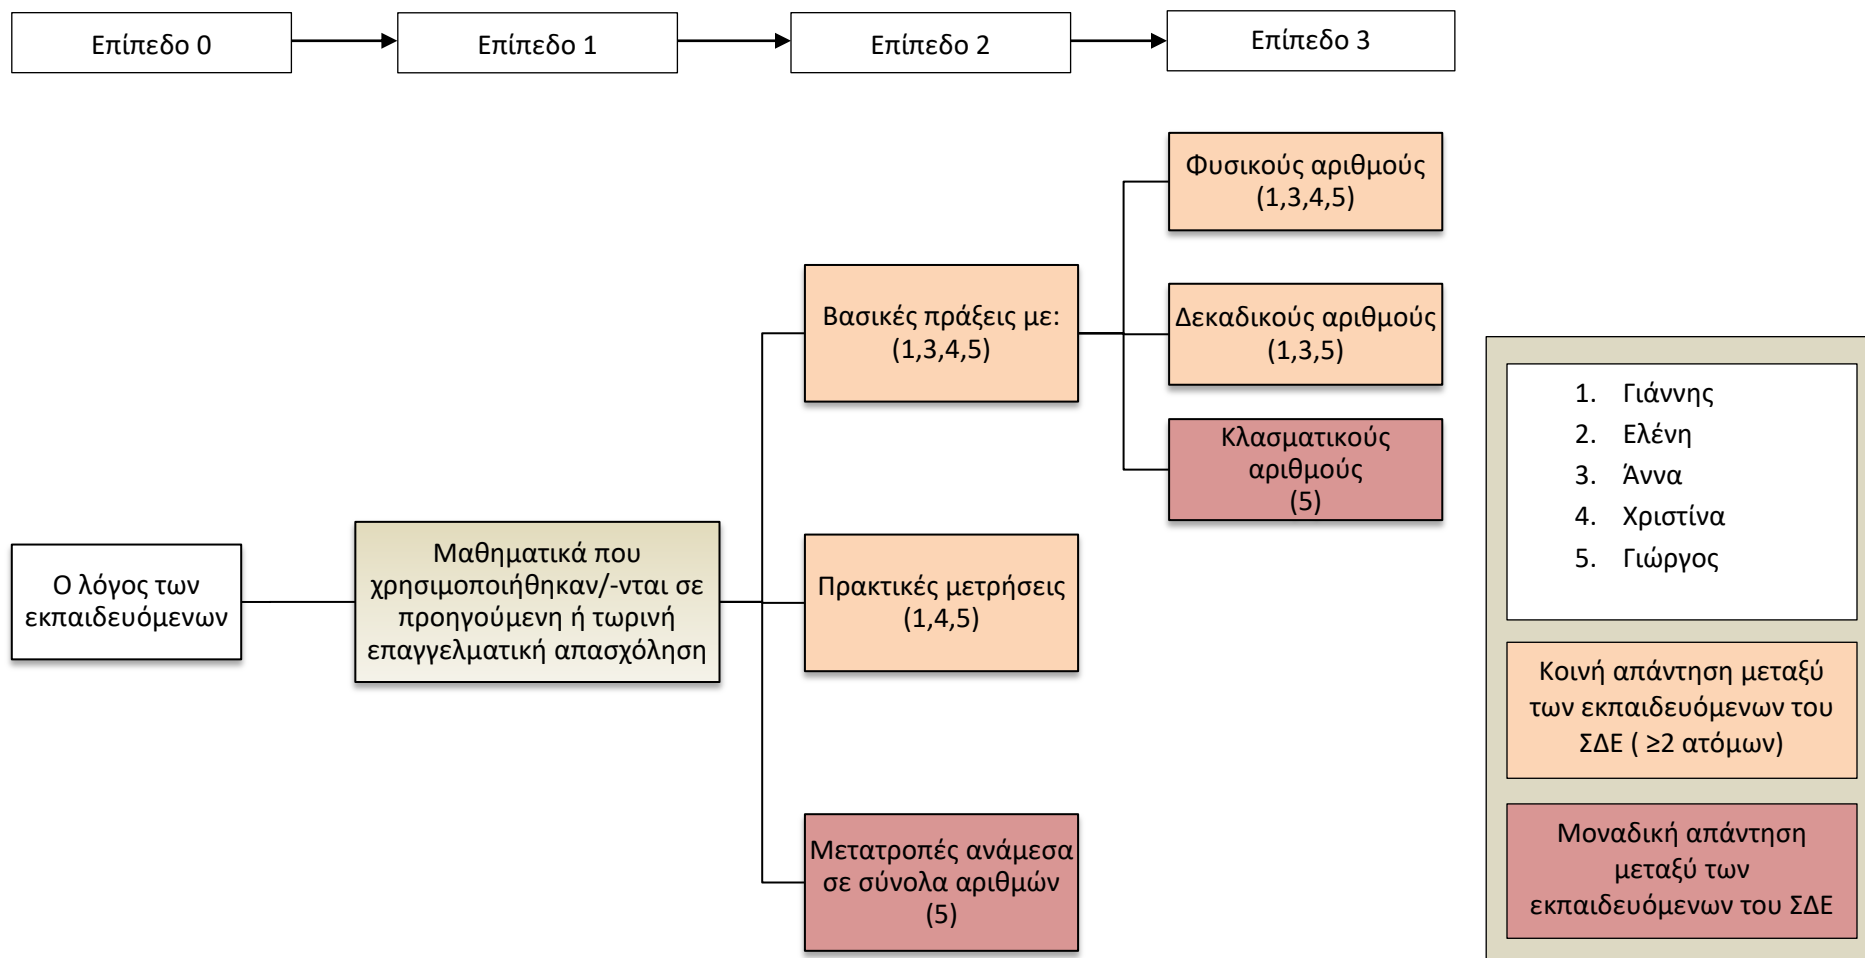 Επίπεδο 0
Επίπεδο 1
Επίπεδο 2
Επίπεδο 3
Ο λόγος των
εκπαιδευόμενων
Μαθηματικά που
χρησιμοποιήθηκαν/-νται σε
προηγούμενη ή τωρινή
επαγγελματική απασχόληση
Βασικές πράξεις με:
(1,3,4,5)
Φυσικούς αριθμούς
(1,3,4,5)
Δεκαδικούς αριθμούς
(1,3,5)
Κλασματικούς
αριθμούς
(5)
Πρακτικές μετρήσεις
(1,4,5)
Μετατροπές ανάμεσα
σε σύνολα αριθμών
(5)
1. Γιάννης
2. Ελένη
3. Άννα
4. Χριστίνα
5. Γιώργος
Κοινή απάντηση μεταξύ
των εκπαιδευόμενων του
ΣΔΕ ( ≥2 ατόμων)
Μοναδική απάντηση
μεταξύ των
εκπαιδευόμενων του ΣΔΕ